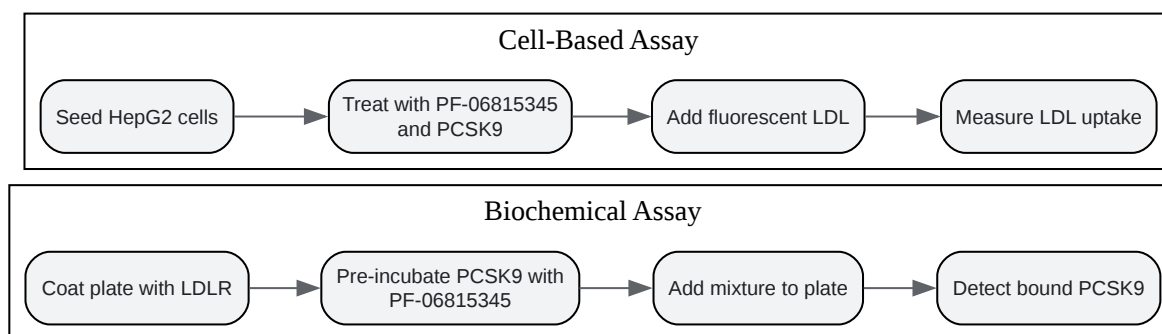 Cell-Based Assay
Seed HepG2 cells
Treat with PF-06815345
and PCSK9
Add fluorescent LDL
Measure LDL uptake
Biochemical Assay
Coat plate with LDLR
Pre-incubate PCSK9 with
PF-06815345
Add mixture to plate
Detect bound PCSK9